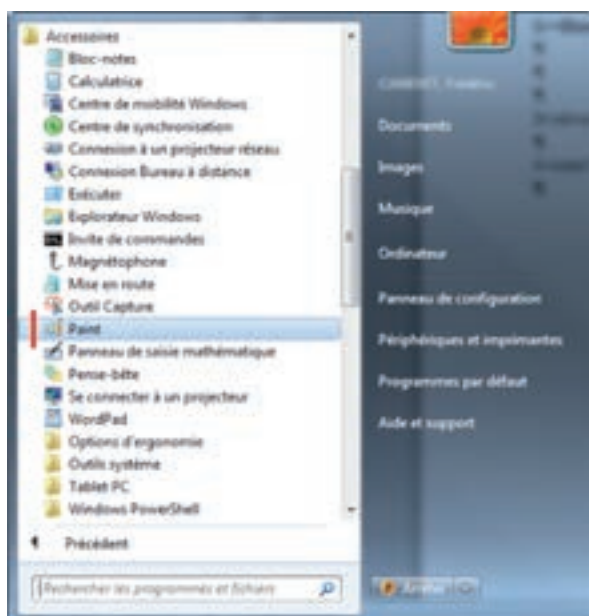 Accessoires
Bloc-notes
Calculatrice
Centre de mobilité Windows
Centre de synchronisation
Connexion à un projecteur réseau
Connexion Bureau à distance
Exécuter
Explorateur Windows
Invite de commandes
Magnétophone
Mise en route
Outil Capture
Paint
Panneau de saisie mathématique
Pense-bête
Se connecter à un projecteur
WordPad
Options d'ergonomie
Outils système
Tablet PC
Windows PowerShell
Précédent
Rechercher les programmes et fichiers
Documents
Images
Musique
Ordinateur
Panneau de configuration
Périphériques et imprimantes
Programmes par défaut
Aide et support